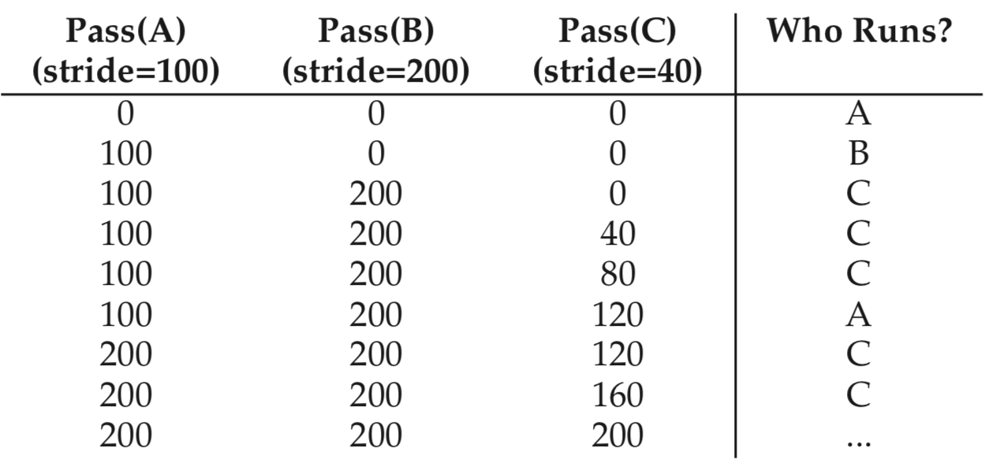 Pass(A) Pass(B) Pass(C) Who Runs?
(stride=100) (stride=200) (stride=40)
0 0 0 A
100 0 0 B
100 200 0 C
100 200 40 C
100 200 80 C
100 200 120 A
200 200 120 C
200 200 160 C
200 200 200 ...